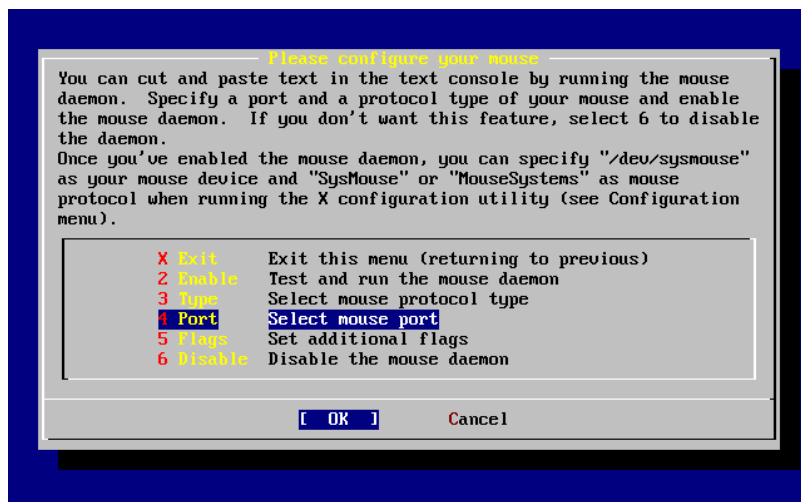 Please configure your mouse
You can cut and paste text in the text console by running the mouse
daemon.  Specify a port and a protocol type of your mouse and enable
the mouse daemon.  If you don't want this feature, select 6 to disable
the daemon.
Once you've enabled the mouse daemon, you can specify "/dev/sysmouse"
as your mouse device and "SysMouse" or "MouseSystems" as mouse
protocol when running the X configuration utility (see Configuration
menu).
X Exit Exit this menu (returning to previous)
2 Enable Test and run the mouse daemon
3 Type Select mouse protocol type
4 Port Select mouse port
5 Flags Set additional flags
6 Disable Disable the mouse daemon
[ OK ] Cancel